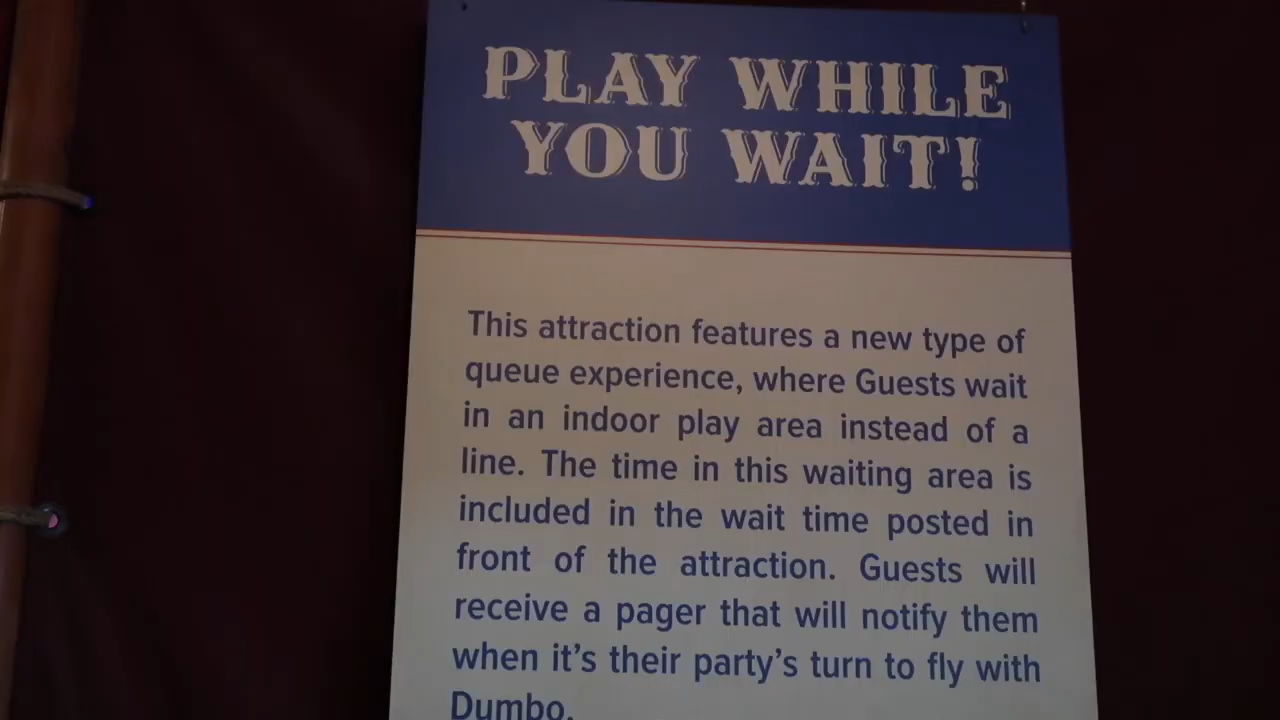 PLAY WHILE
YOU WAIT!
This attraction features a new type of
queue experience, where Guests wait
in an indoor play area instead of a
line. The time in this waiting area is
included in the wait time posted in
front of the attraction. Guests will
receive a pager that will notify them
when it’s their party’s turn to fly with
Dumbo.